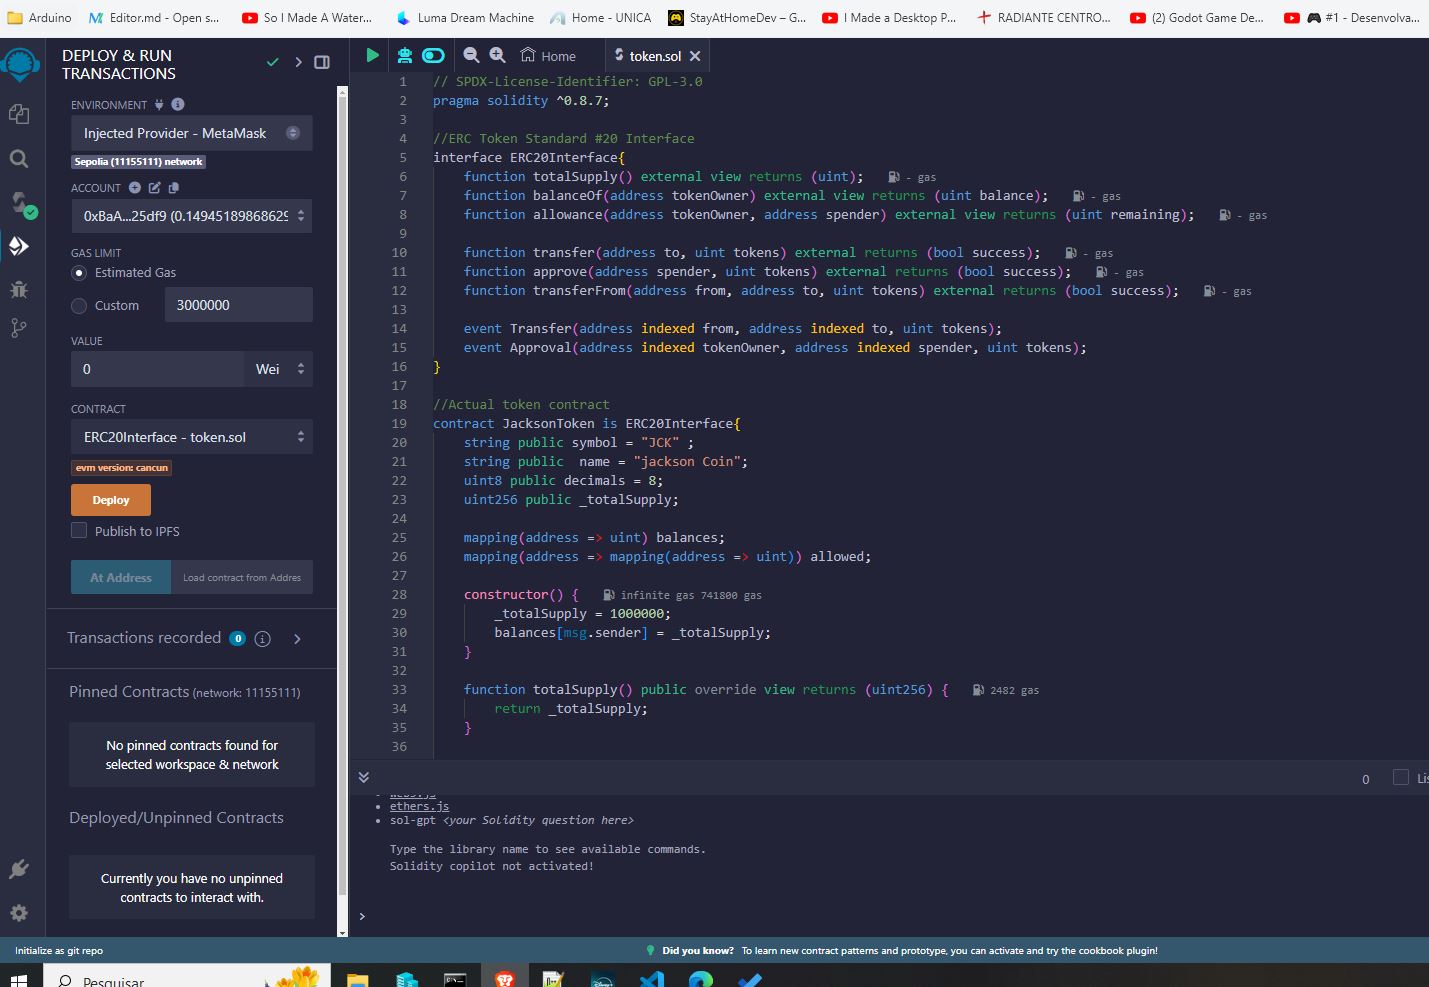 Arduino
Editor.md - Open s...
So I Made A Water...
Luma Dream Machine
Home - UNICA
StayAtHomeDev – G...
I Made a Desktop P...
RADIANTE CENTRO...
(2) Godot Game De...
#1 - Desenvolva...
DEPLOY & RUN
TRANSACTIONS
ENVIRONMENT
Injected Provider - MetaMask
Sepolia (11155111) network
ACCOUNT
0xBaA...25df9 (0.14945189868629
GAS LIMIT
Estimated Gas
Custom
3000000
VALUE
0
Wei
CONTRACT
ERC20Interface - token.sol
evm version: cancun
Deploy
Publish to IPFS
At Address
Load contract from Addres
Transactions recorded 0 i
Pinned Contracts (network: 11155111)
No pinned contracts found for
selected workspace & network
Deployed/Unpinned Contracts
Currently you have no unpinned
contracts to interact with.
Home
token.sol
1 // SPDX-License-Identifier: GPL-3.0
2 pragma solidity ^0.8.7;
3
4 //ERC Token Standard #20 Interface
5 interface ERC20Interface{
6 function totalSupply() external view returns (uint); - gas
7 function balanceOf(address tokenOwner) external view returns (uint balance); - gas
8 function allowance(address tokenOwner, address spender) external view returns (uint remaining); - gas
9
10 function transfer(address to, uint tokens) external returns (bool success); - gas
11 function approve(address spender, uint tokens) external returns (bool success); - gas
12 function transferFrom(address from, address to, uint tokens) external returns (bool success); - gas
13
14 event Transfer(address indexed from, address indexed to, uint tokens);
15 event Approval(address indexed tokenOwner, address indexed spender, uint tokens);
16 }
17
18 //Actual token contract
19 contract JacksonToken is ERC20Interface{
20 string public symbol = "JCK" ;
21 string public  name = "jackson Coin";
22 uint8 public decimals = 8;
23 uint256 public _totalSupply;
24
25 mapping(address => uint) balances;
26 mapping(address => mapping(address => uint)) allowed;
27
28 constructor() { infinite gas 741800 gas
29 _totalSupply = 1000000;
30 balances[msg.sender] = _totalSupply;
31 }
32
33 function totalSupply() public override view returns (uint256) { 2482 gas
34 return _totalSupply;
35 }
36
0
Lis
web3.js
ethers.js
sol-gpt <your Solidity question here>
Type the library name to see available commands.
Solidity copilot not activated!
>
Initialize as git repo
Did you know? To learn new contract patterns and prototype, you can activate and try the cookbook plugin!
Pesquisar